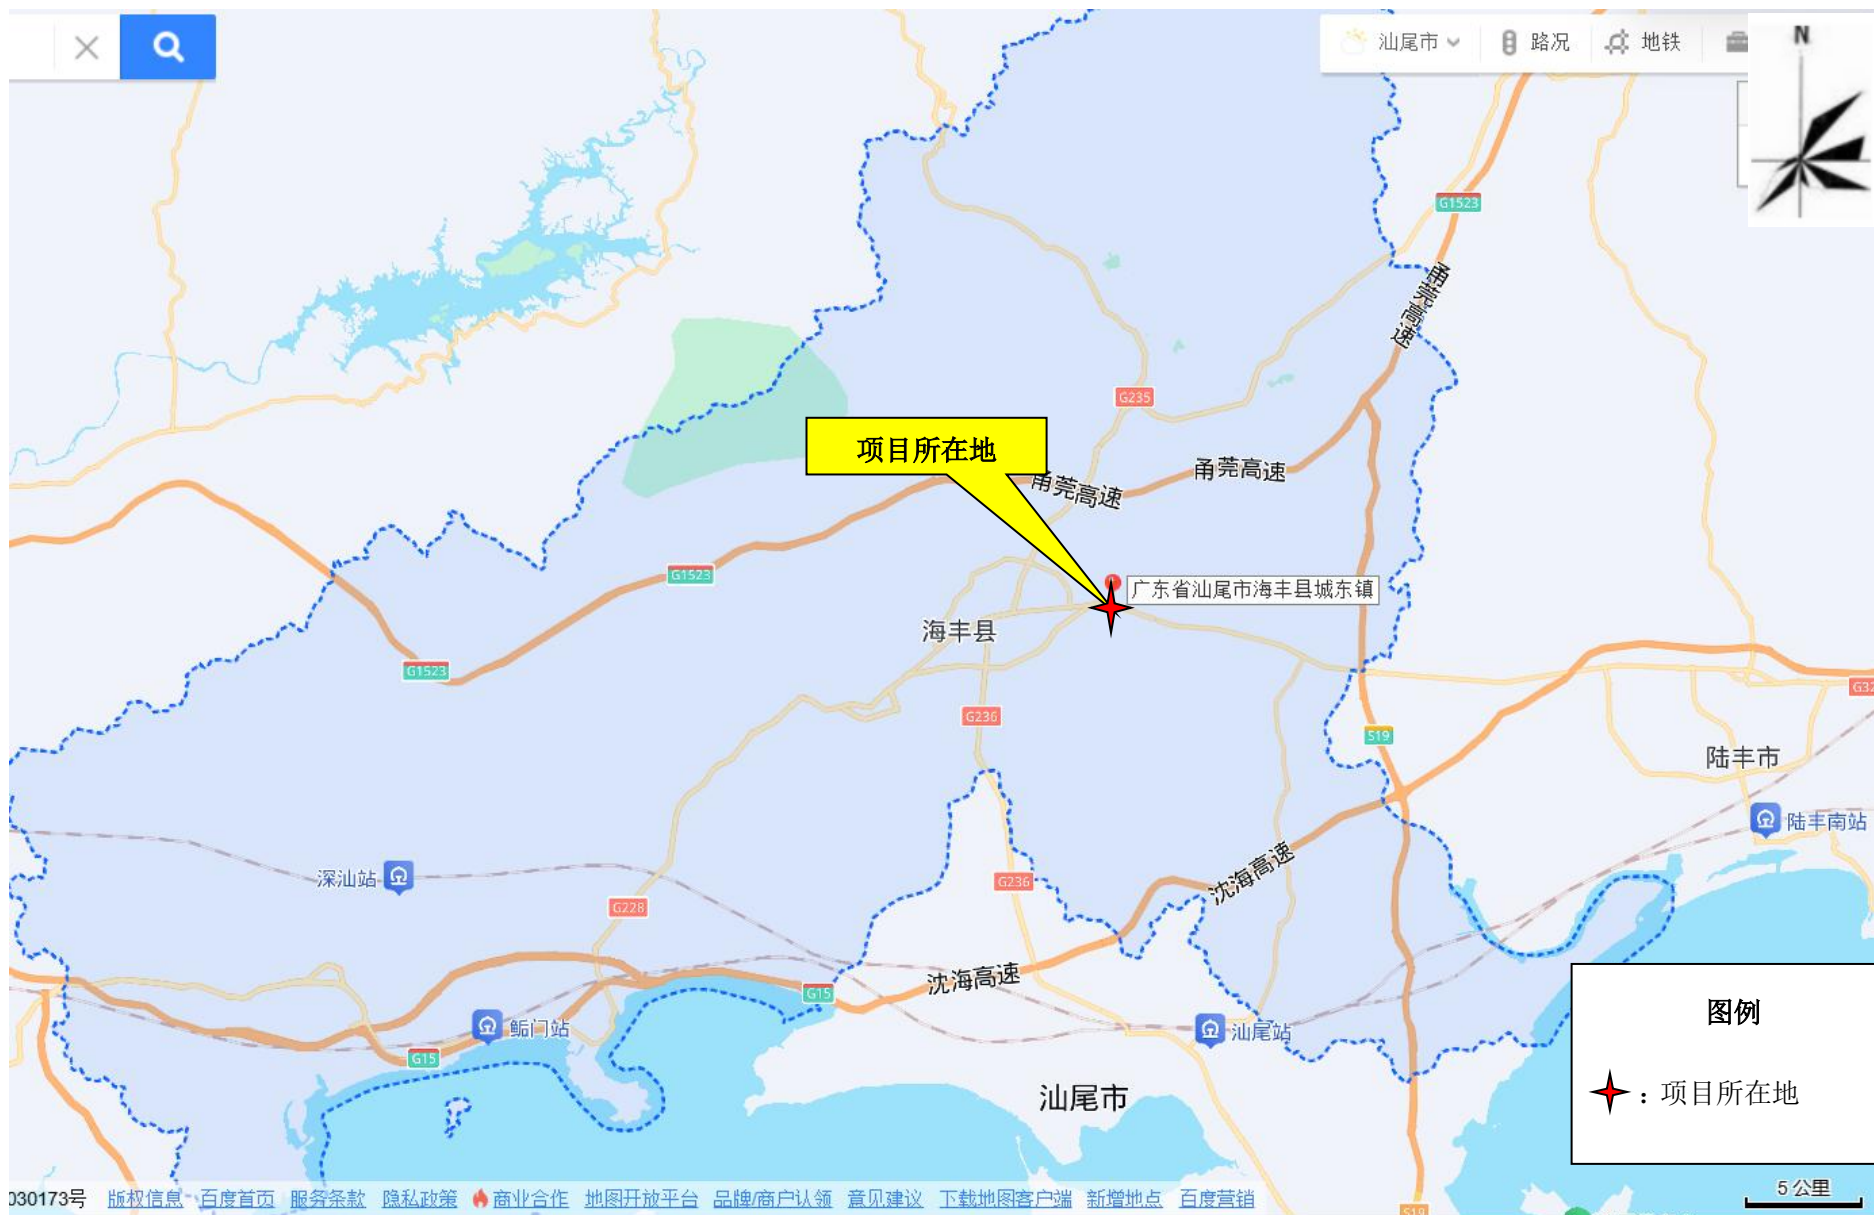 汕尾市
路况
地铁
N
G1523
甬莞高速
G235
项目所在地
甬莞高速
甬莞高速
G1523
广东省汕尾市海丰县城东镇
海丰县
G1523
G236
S19
陆丰市
陆丰南站
深汕站
G228
G236
沈海高速
沈海高速
G15
鲘门站
汕尾站
G15
汕尾市
图例
：项目所在地
030173号 版权信息 百度首页 服务条款 隐私政策 商业合作 地图开放平台 品牌/商户认领 意见建议 下载地图客户端 新增地点 百度营销
5公里
S19